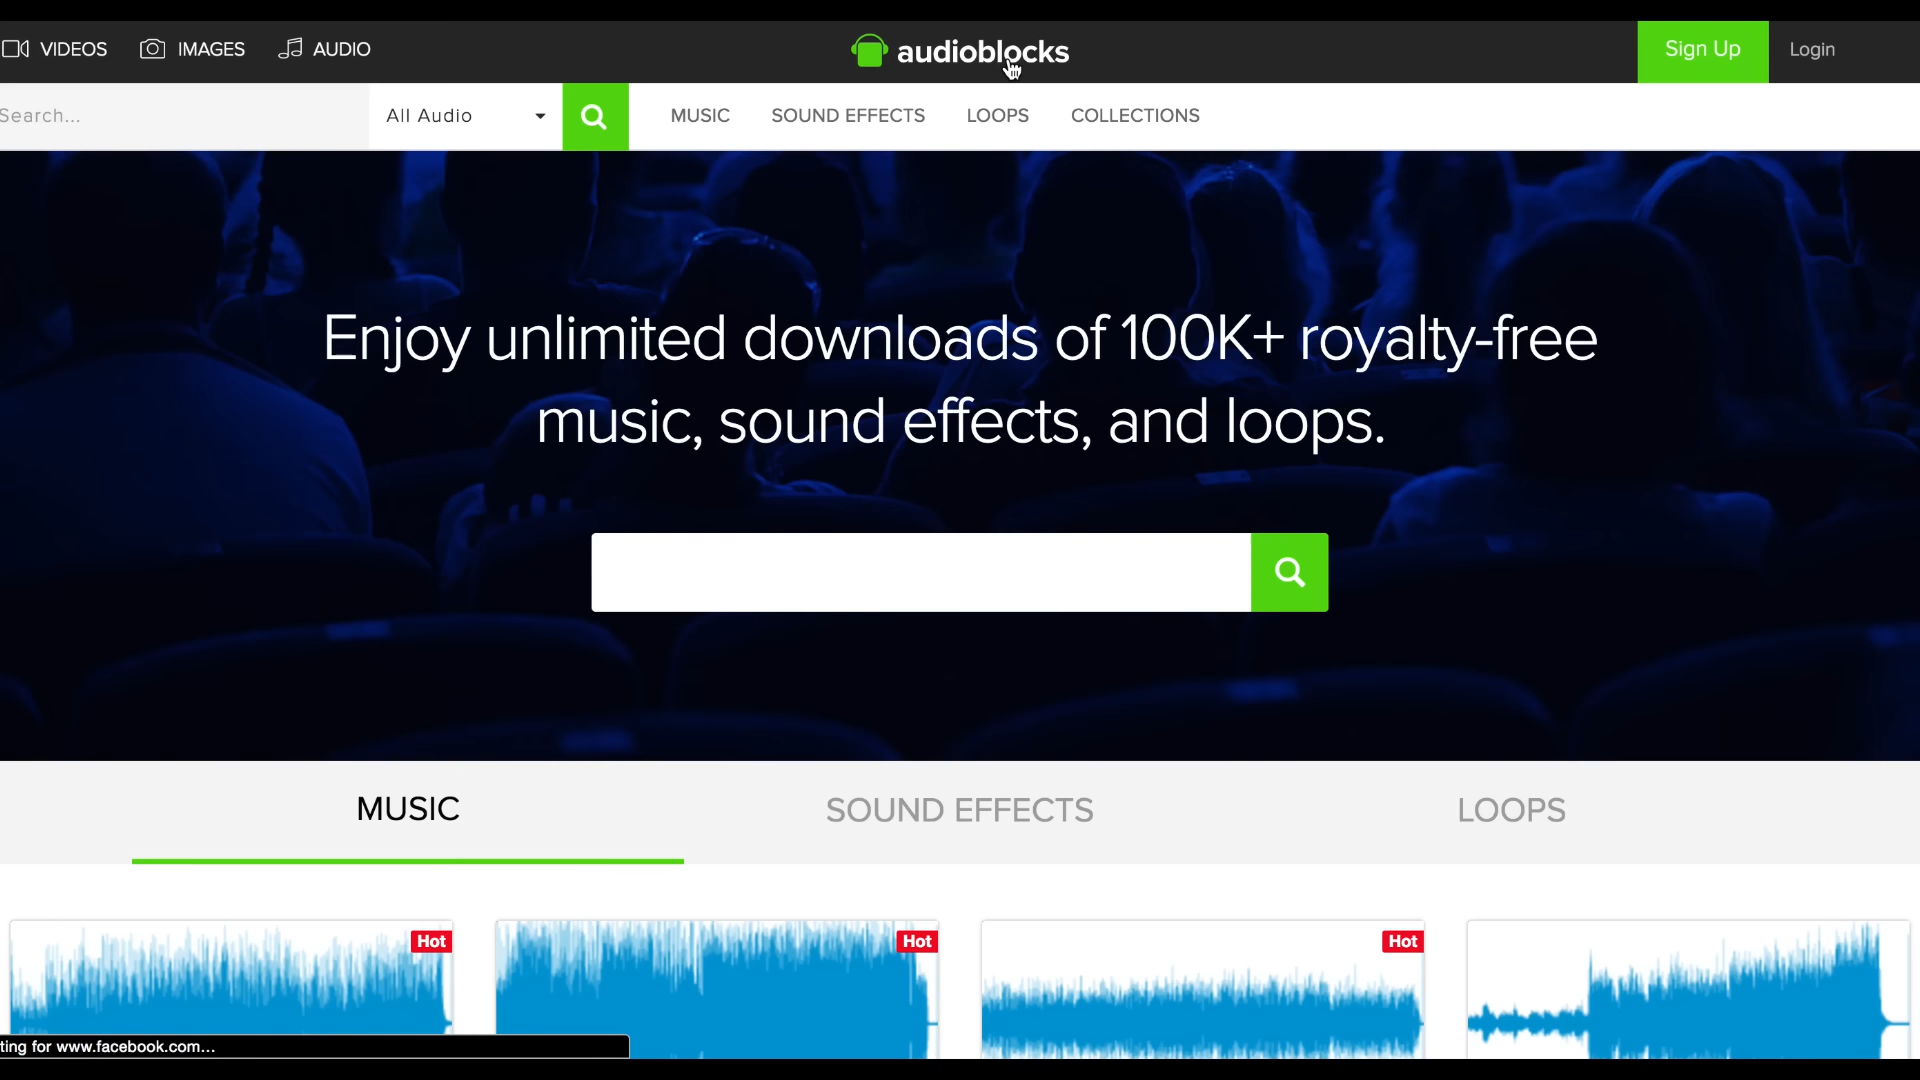 VIDEOS IMAGES AUDIO audioblocks Sign Up Login
Search... All Audio MUSIC SOUND EFFECTS LOOPS COLLECTIONS
Enjoy unlimited downloads of 100K+ royalty-free
music, sound effects, and loops.
MUSIC SOUND EFFECTS LOOPS
Hot Hot Hot
ting for www.facebook.com...